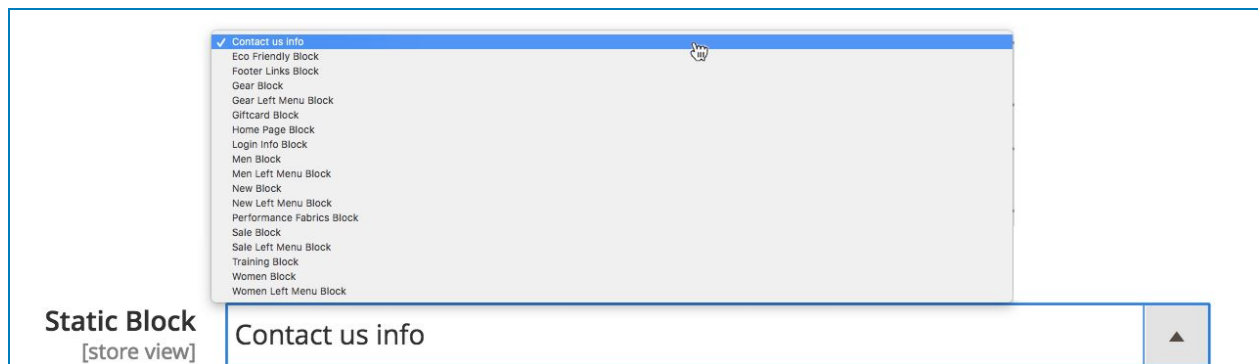 ✓ Contact us info
Eco Friendly Block
Footer Links Block
Gear Block
Gear Left Menu Block
Giftcard Block
Home Page Block
Login Info Block
Men Block
Men Left Menu Block
New Block
New Left Menu Block
Performance Fabrics Block
Sale Block
Sale Left Menu Block
Training Block
Women Block
Women Left Menu Block
Static Block
[store view]
Contact us info